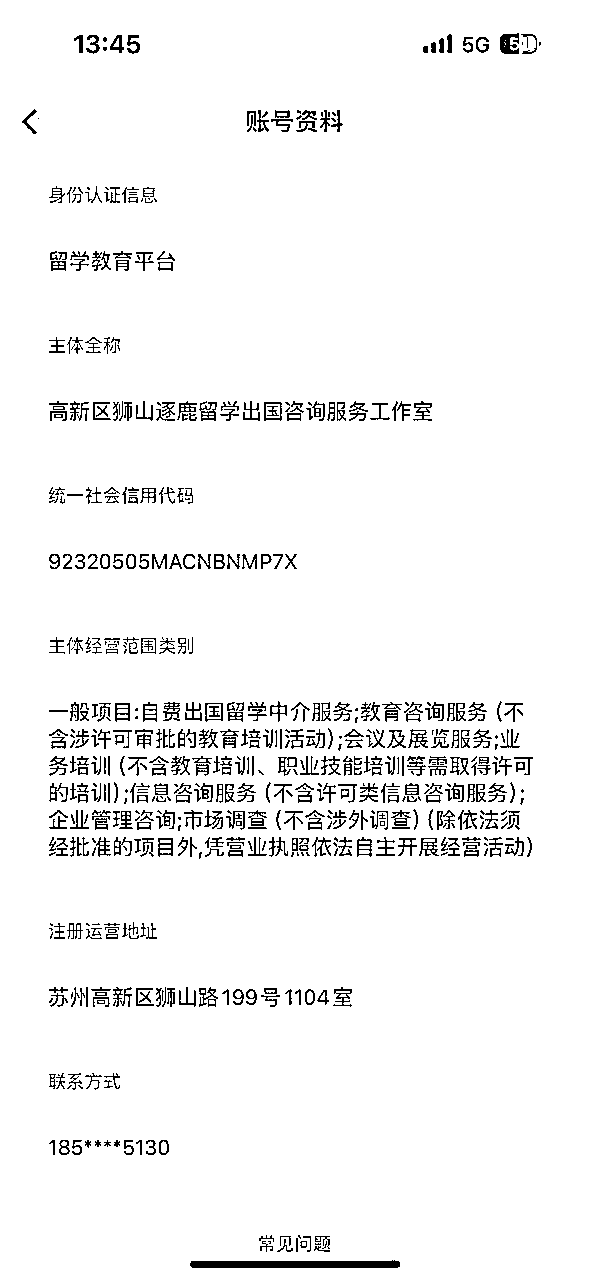 13:45
5G
账号资料
身份认证信息
留学教育平台
主体全称
高新区狮山逐鹿留学出国咨询服务工作室
统一社会信用代码
92320505MACNBNMP7X
主体经营范围类别
一般项目:自费出国留学中介服务;教育咨询服务 (不
含涉许可审批的教育培训活动);会议及展览服务;业
务培训 (不含教育培训、职业技能培训等需取得许可
的培训);信息咨询服务 (不含许可类信息咨询服务);
企业管理咨询;市场调查 (不含涉外调查) (除依法须
经批准的项目外,凭营业执照依法自主开展经营活动)
注册运营地址
苏州高新区狮山路199号1104室
联系方式
185****5130
常见问题